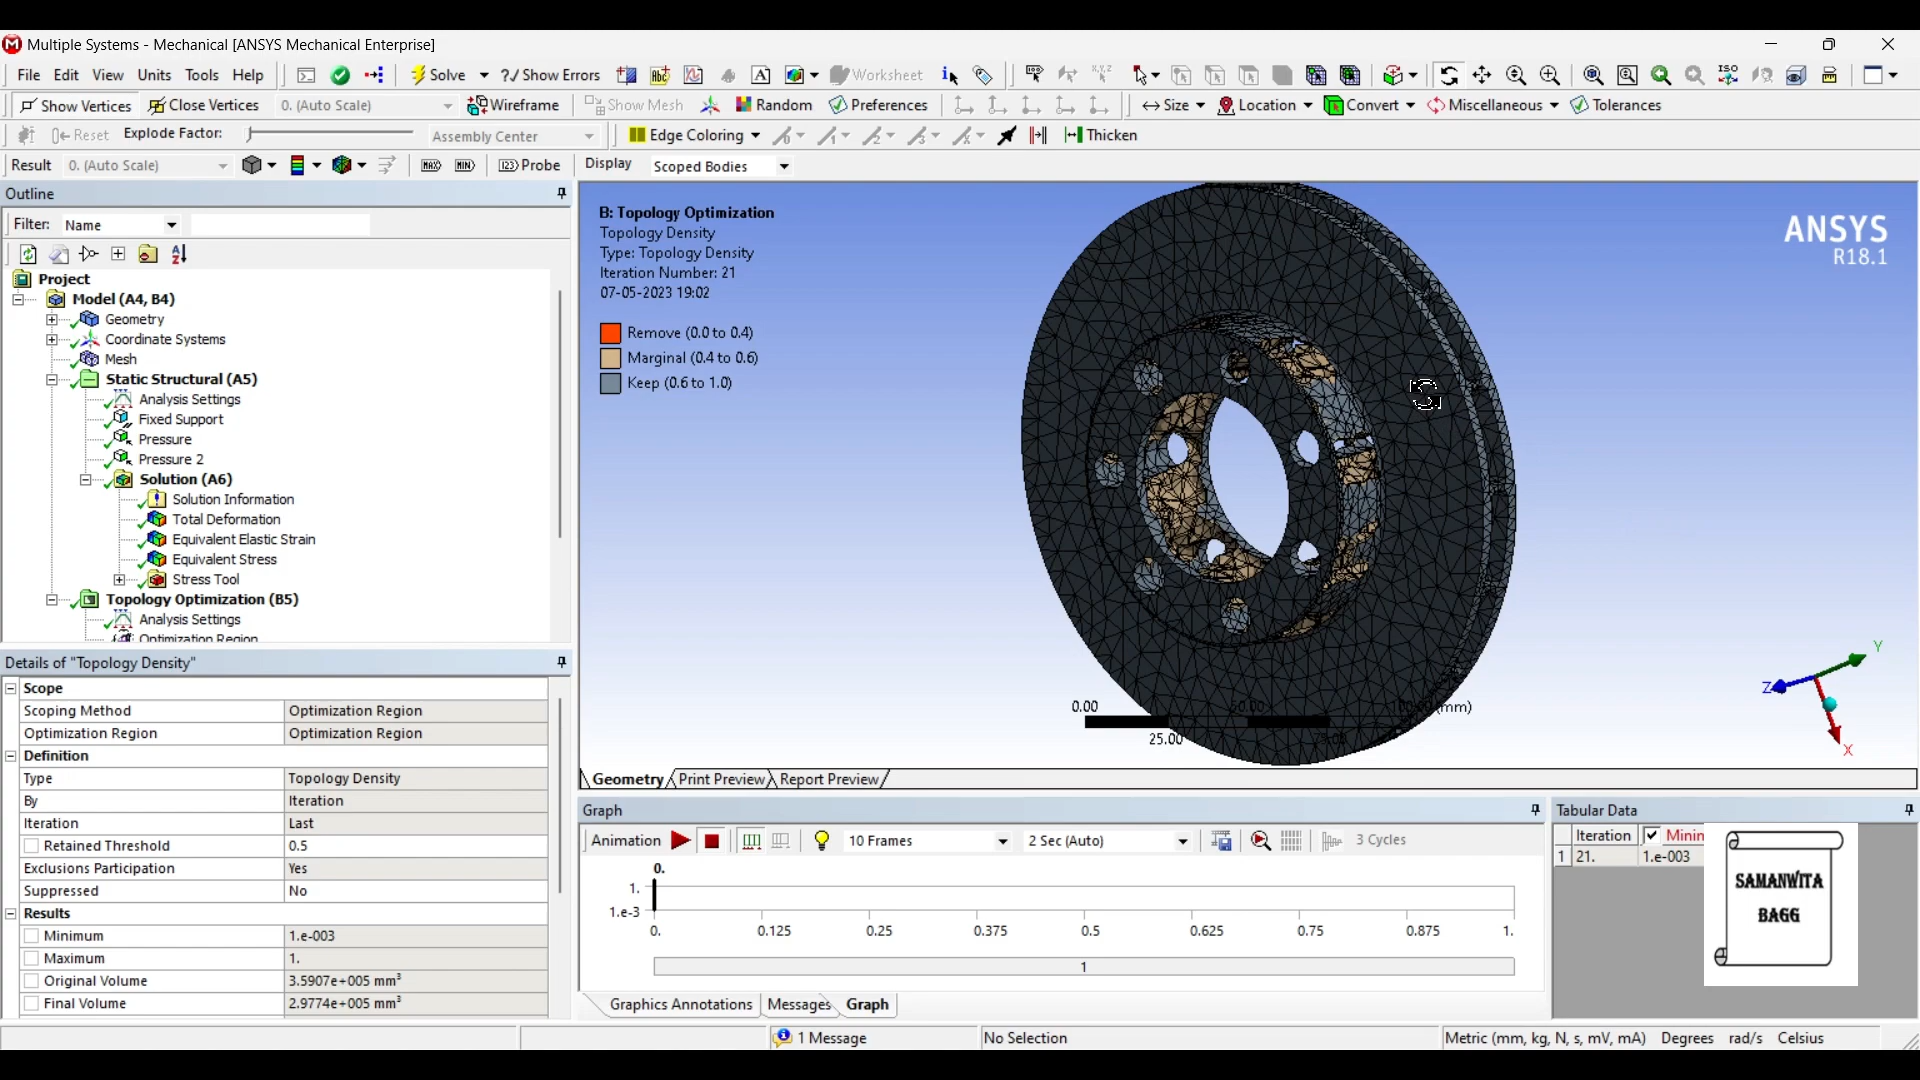 Multiple Systems - Mechanical [ANSYS Mechanical Enterprise]
File Edit View Units Tools Help Solve ?/ Show Errors Worksheet
Show Vertices Close Vertices 0. (Auto Scale) Wireframe Show Mesh Random Preferences Size Location Convert Miscellaneous Tolerances
Reset Explode Factor: Assembly Center Edge Coloring Thicken
Result 0. (Auto Scale) MAX MIN Probe Display Scoped Bodies
Outline
Filter: Name
Project
Model (A4, B4)
Geometry
Coordinate Systems
Mesh
Static Structural (A5)
Analysis Settings
Fixed Support
Pressure
Pressure 2
Solution (A6)
Solution Information
Total Deformation
Equivalent Elastic Strain
Equivalent Stress
Stress Tool
Topology Optimization (B5)
Analysis Settings
Optimization Region
Details of "Topology Density"
Scope
Scoping Method Optimization Region
Optimization Region Optimization Region
Definition
Type Topology Density
By Iteration
Iteration Last
Retained Threshold 0.5
Exclusions Participation Yes
Suppressed No
Results
Minimum 1.e-003
Maximum 1.
Original Volume 3.5907e+005 mm³
Final Volume 2.9774e+005 mm³
B: Topology Optimization
Topology Density
Type: Topology Density
Iteration Number: 21
07-05-2023 19:02
Remove (0.0 to 0.4)
Marginal (0.4 to 0.6)
Keep (0.6 to 1.0)
ANSYS
R18.1
0.00 50.00 100.00 (mm)
25.00 75.00
Y
Z
X
Geometry Print Preview Report Preview
Graph
Animation 10 Frames 2 Sec (Auto) 3 Cycles
0.
1.
1.e-3
0. 0.125 0.25 0.375 0.5 0.625 0.75 0.875 1.
1
Graphics Annotations Messages Graph
Tabular Data
Iteration Minin
1 21. 1.e-003
SAMANWITA
BAGG
1 Message No Selection Metric (mm, kg, N, s, mV, mA) Degrees rad/s Celsius